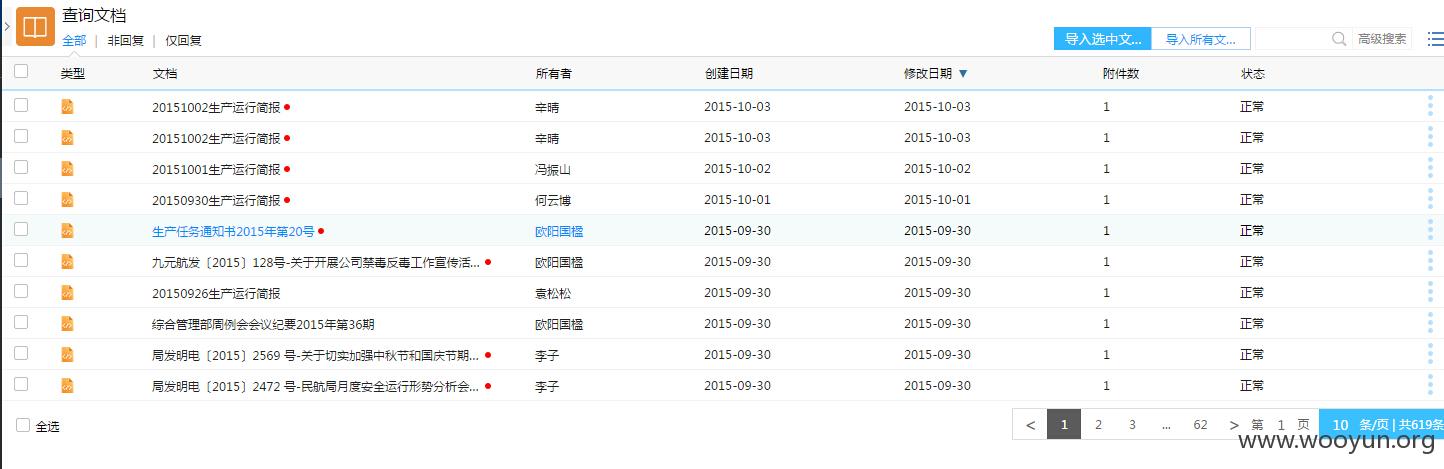 查询文档
全部 | 非回复 | 仅回复
导入选中文... 导入所有文... 高级搜索
类型 文档 所有者 创建日期 修改日期 附件数 状态
20151002生产运行简报 辛晴 2015-10-03 2015-10-03 1 正常
20151002生产运行简报 辛晴 2015-10-03 2015-10-03 1 正常
20151001生产运行简报 冯振山 2015-10-02 2015-10-02 1 正常
20150930生产运行简报 何云博 2015-10-01 2015-10-01 1 正常
生产任务通知书2015年第20号 欧阳国楹 2015-09-30 2015-09-30 1 正常
九元航发〔2015〕128号-关于开展公司禁毒反毒工作宣传活... 欧阳国楹 2015-09-30 2015-09-30 1 正常
20150926生产运行简报 袁松松 2015-09-30 2015-09-30 1 正常
综合管理部周例会会议纪要2015年第36期 欧阳国楹 2015-09-30 2015-09-30 1 正常
局发明电〔2015〕2569 号-关于切实加强中秋节和国庆节期... 李子 2015-09-30 2015-09-30 1 正常
局发明电〔2015〕2472 号-民航局月度安全运行形势分析会... 李子 2015-09-30 2015-09-30 1 正常
全选 < 1 2 3 ... 62 > 第 1 页 10 条/页 | 共619条
www.wooyun.org